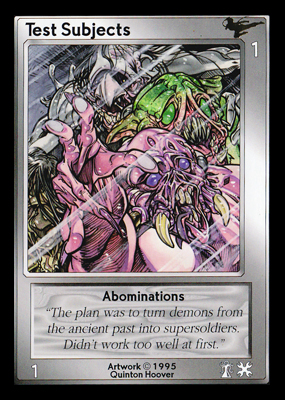 Test Subjects
1
Abominations
"The plan was to turn demons from
the ancient past into supersoldiers.
Didn't work too well at first."
Artwork © 1995
Quinton Hoover
1